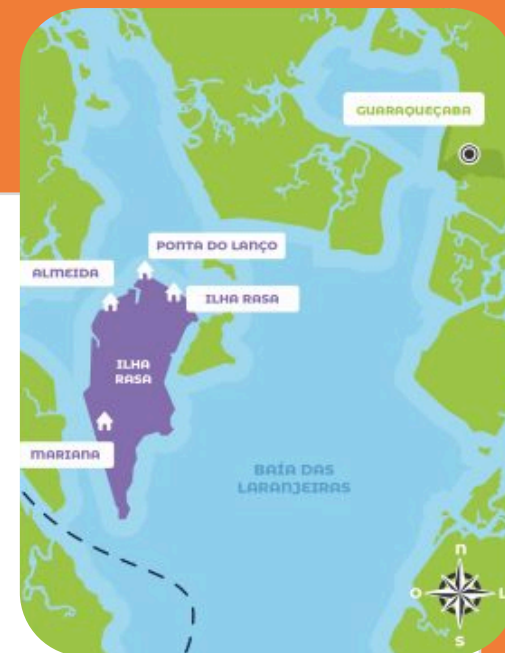 GUARAQUEÇABA
PONTA DO LANÇO
ALMEIDA
ILHA RASA
ILHA
RASA
MARIANA
BAÍA DAS
LARANJEIRAS
N
O
L
S